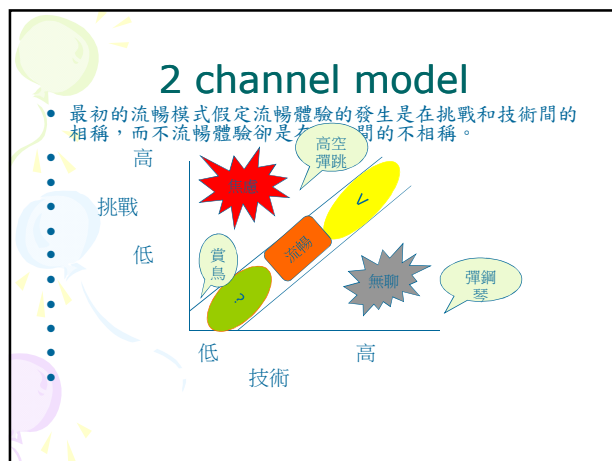 2 channel model
最初的流暢模式假定流暢體驗的發生是在挑戰和技術間的
相稱,而不流暢體驗卻是在 間的不相稱。
高
高空
彈跳
挑戰
V
低
賞
鳥
流暢
無聊
彈鋼
琴
?
低
高
技術